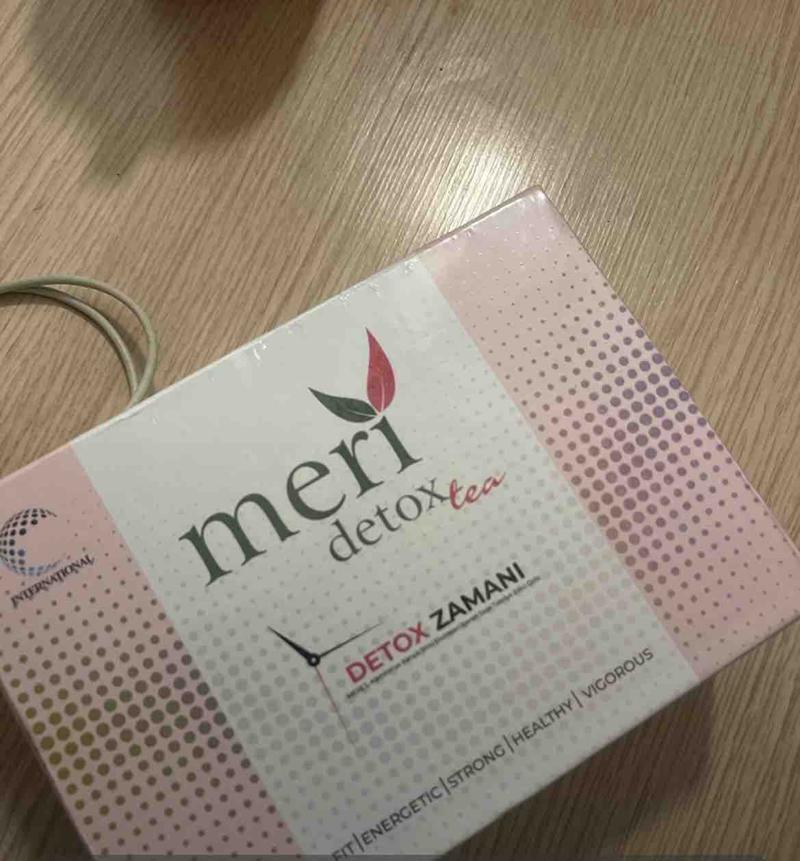 meri
detox tea
INTERNATIONAL
DETOX ZAMANI
FIT|ENERGETIC|STRONG|HEALTHY|VIGOROUS